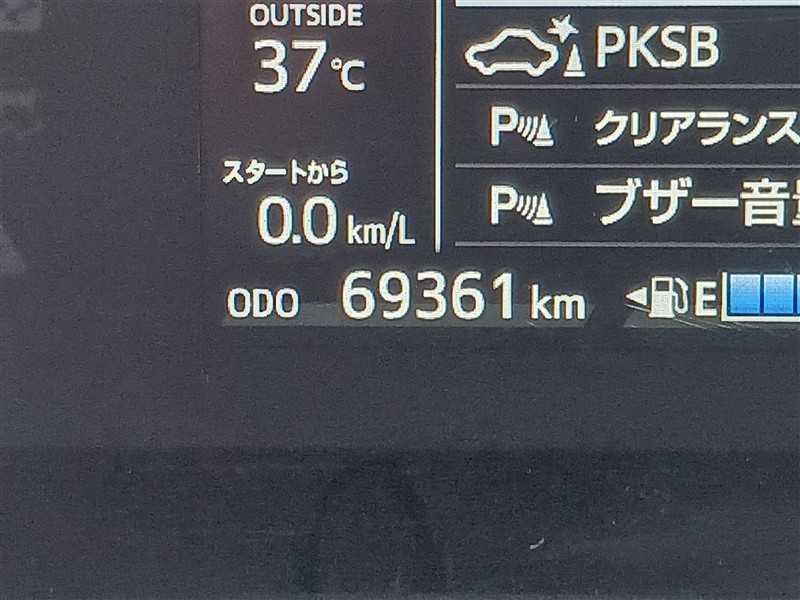 OUTSIDE
37℃
スタートから
0.0 km/L
ODO 69361 km
PKSB
P クリアランス
P ブザー音
E